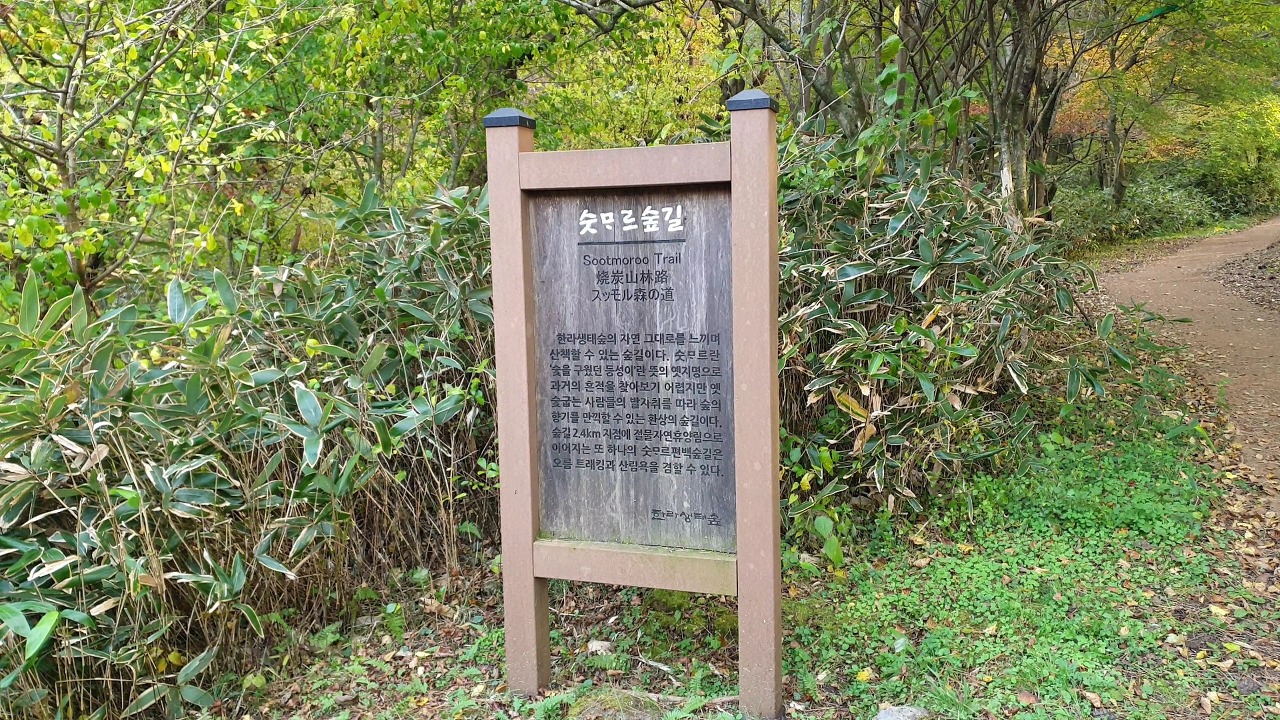 숫ᄆᆞ르숲길
Sootmoroo Trail
烧炭山林路
スッモル森の道
한라생태숲의 자연 그대로를 느끼며
산책할 수 있는 숲길이다. 숫ᄆᆞ르란
'숯을 구웠던 등성이'란 뜻의 옛지명으로
과거의 흔적을 찾아보기 어렵지만 옛
숯굽는 사람들의 발자취를 따라 숲의
향기를 만끽할 수 있는 환상의 숲길이다.
숲길 2.4km 지점에 절물자연휴양림으로
이어지는 또 하나의 숫ᄆᆞ르편백숲길은
오름 트래킹과 산림욕을 겸할 수 있다.
한라생태숲